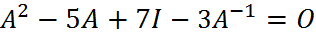 A² − 5A + 7I − 3A⁻¹ = O